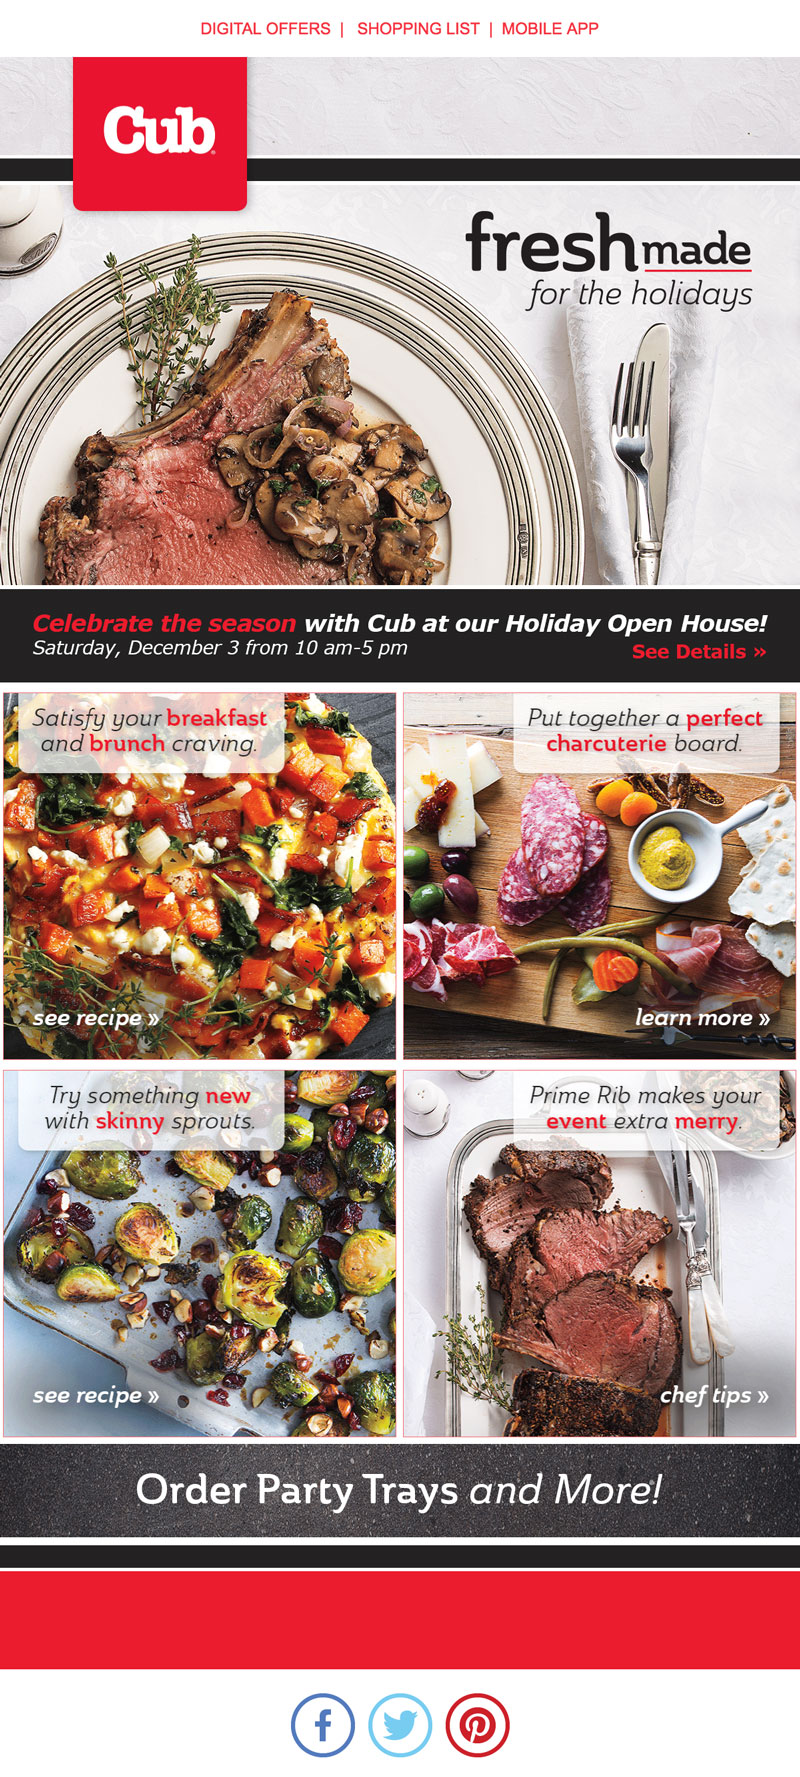 DIGITAL OFFERS | SHOPPING LIST | MOBILE APP
Cub
fresh made
for the holidays
Celebrate the season with Cub at our Holiday Open House!
Saturday, December 3 from 10 am-5 pm
See Details »
Satisfy your breakfast
and brunch craving.
see recipe »
Put together a perfect
charcuterie board.
learn more »
Try something new
with skinny sprouts.
see recipe »
Prime Rib makes your
event extra merry.
chef tips »
Order Party Trays and More!